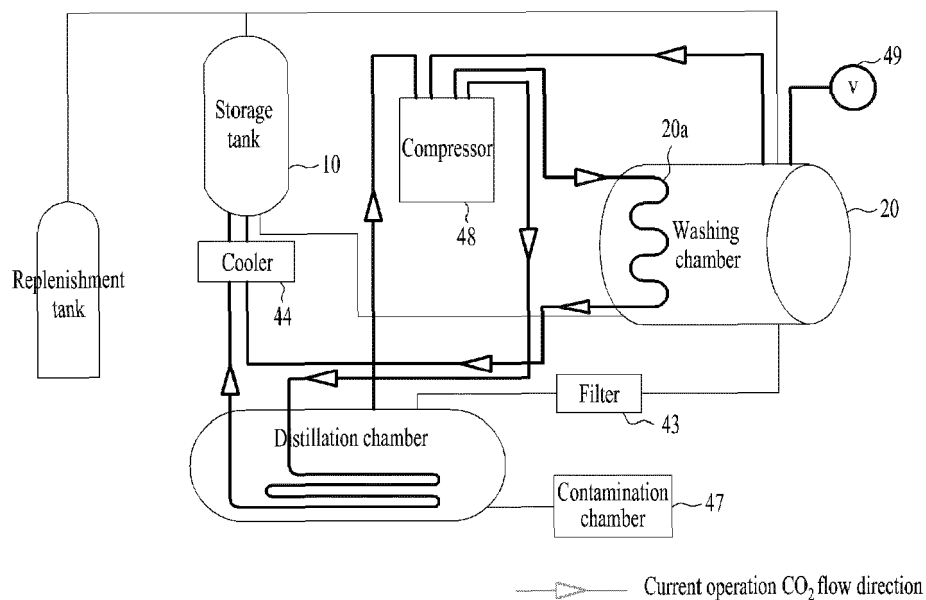 49
V
Storage
tank
10
Compressor
48
20a
Washing
chamber
20
Cooler
44
Replenishment
tank
Filter
43
Distillation chamber
Contamination
chamber
47
Current operation CO₂ flow direction